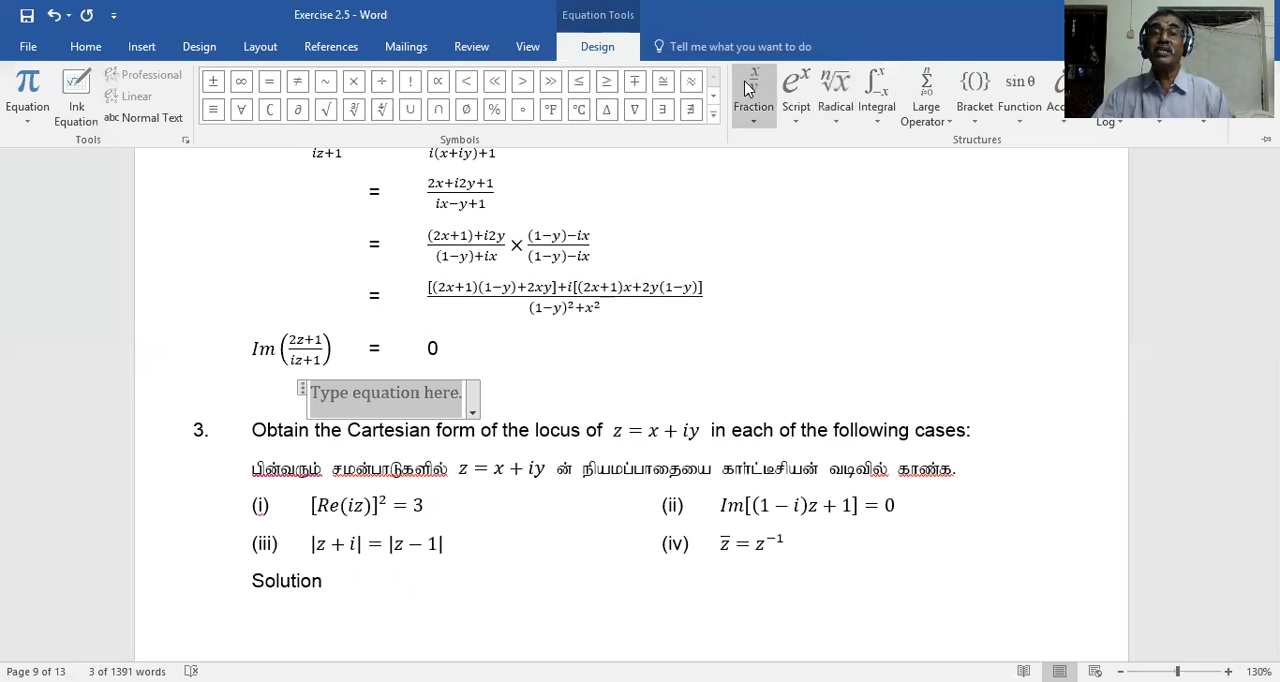 Exercise 2.5 - Word
Equation Tools
File Home Insert Design Layout References Mailings Review View Design Tell me what you want to do
π ∞ = ≠ ~ × ÷ ! ∝ < ≪ > ≫ ≤ ≥ ∓ ≅ ≈
± 
≡ ∀ ∁ ∂ √ ∛ ∜ ∪ ∩ ∅ % ° °F °C ∆ ∇ ∃ ∄
Professional
Linear
abc Normal Text
Equation
Ink Equation
x/y eˣ ⁿ√x sin θ {()}
Fraction Script Radical Integral Large Operator Bracket Function
Log
Tools Symbols Structures
iz+1 i(x+iy)+1
= (2x+i2y+1)/(ix−y+1)
= ((2x+1)+i2y)/((1−y)+ix) × ((1−y)−ix)/((1−y)−ix)
= ([(2x+1)(1−y)+2xy]+i[(2x+1)x+2y(1−y)])/((1−y)²+x²)
Im((2z+1)/(iz+1)) = 0
Type equation here.
3. Obtain the Cartesian form of the locus of z = x + iy in each of the following cases:
பின்வரும் சமன்பாடுகளில் z = x + iy ன் நியமப்பாதையை கார்ட்டீசியன் வடிவில் காண்க.
(i) [Re(iz)]² = 3 (ii) Im[(1 − i)z + 1] = 0
(iii) |z + i| = |z − 1| (iv) z̅ = z⁻¹
Solution
Page 9 of 13 3 of 1391 words 130%